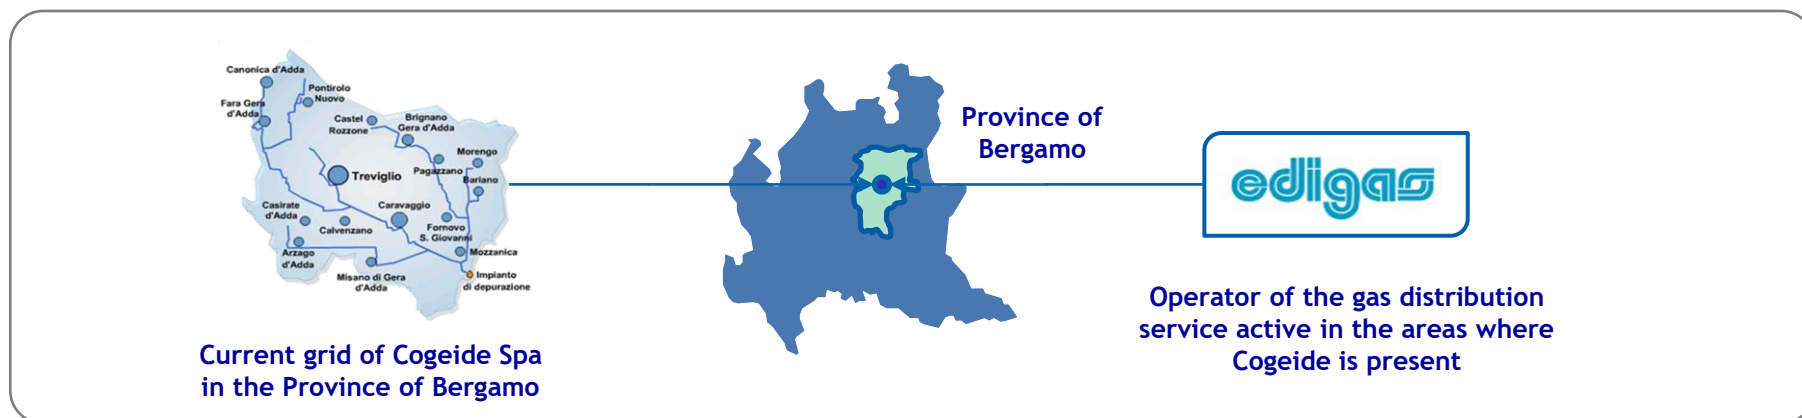 Canonica d'Adda
Pontirolo
Nuovo
Fara Gera
d'Adda
Castel
Rozzone
Brignano
Gera d'Adda
Morengo
Pagazzano
Treviglio
Bariano
Casirate
d'Adda
Caravaggio
Calvenzano
Fornovo
S. Giovanni
Arzago
d'Adda
Mozzanica
Misano di Gera
d'Adda
Impianto
di depurazione
Current grid of Cogeide Spa
in the Province of Bergamo
Province of
Bergamo
edigas
Operator of the gas distribution
service active in the areas where
Cogeide is present